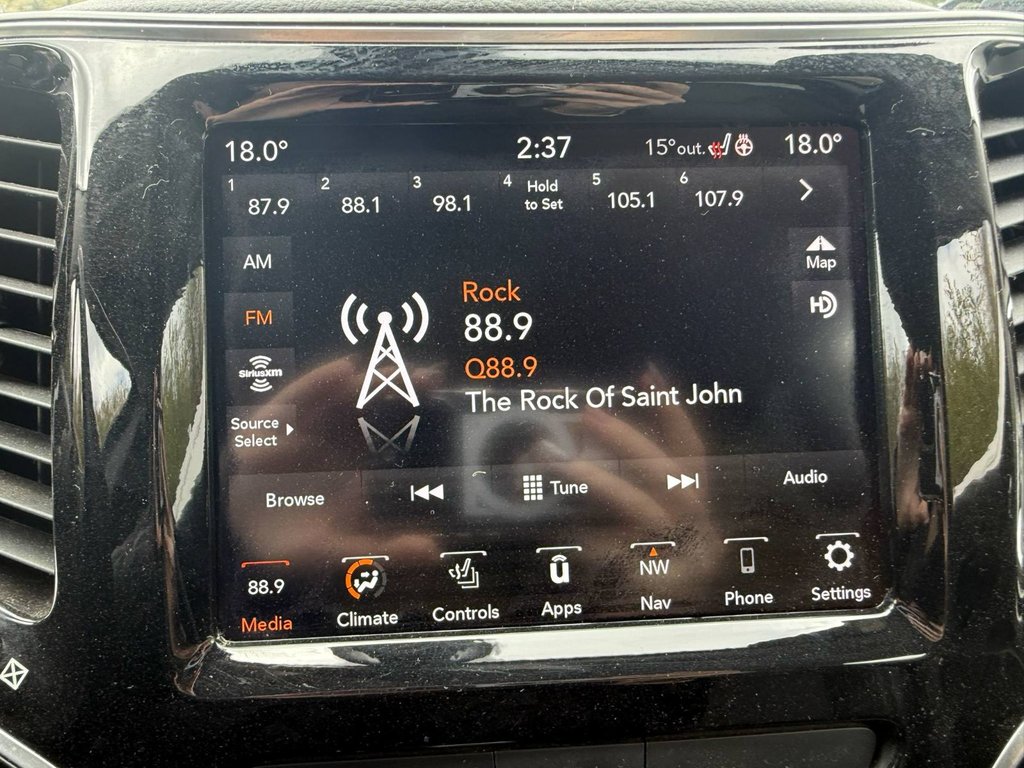 18.0°
2:37
15°out.
18.0°
1
87.9
2
88.1
3
98.1
4
Hold
to Set
5
105.1
6
107.9
AM
FM
SiriusXM
Source
Select
Rock
88.9
Q88.9
The Rock Of Saint John
Map
HD
Browse
Tune
Audio
88.9
Media
Climate
Controls
Apps
NW
Nav
Phone
Settings